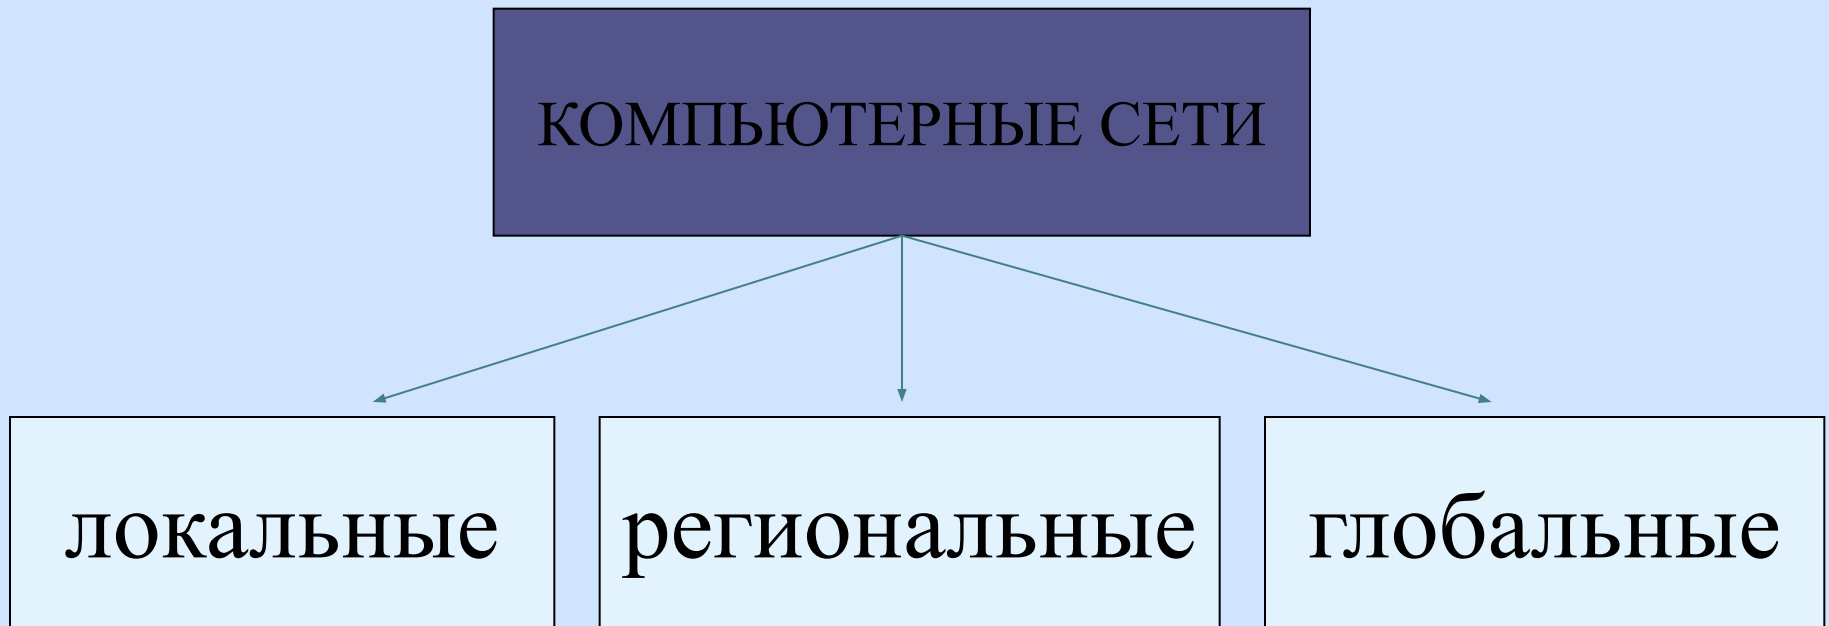 КОМПЬЮТЕРНЫЕ СЕТИ
локальные
региональные
глобальные